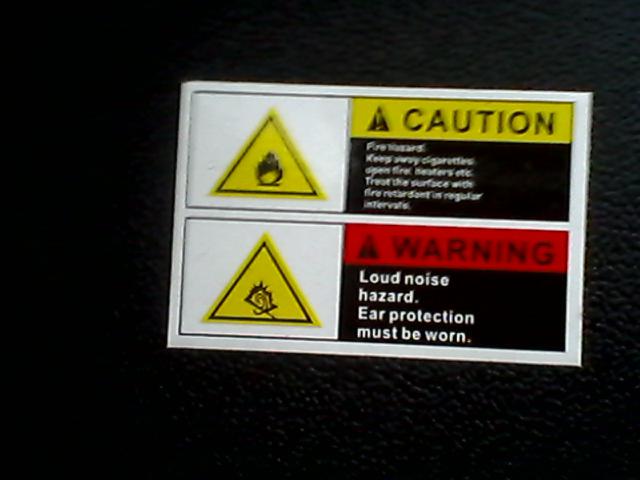 CAUTION
Fire Hazard.
Keep away cigarettes
open fire, heaters etc.
Treat the surface with
fire retardant in regular
intervals.
WARNING
Loud noise
hazard.
Ear protection
must be worn.